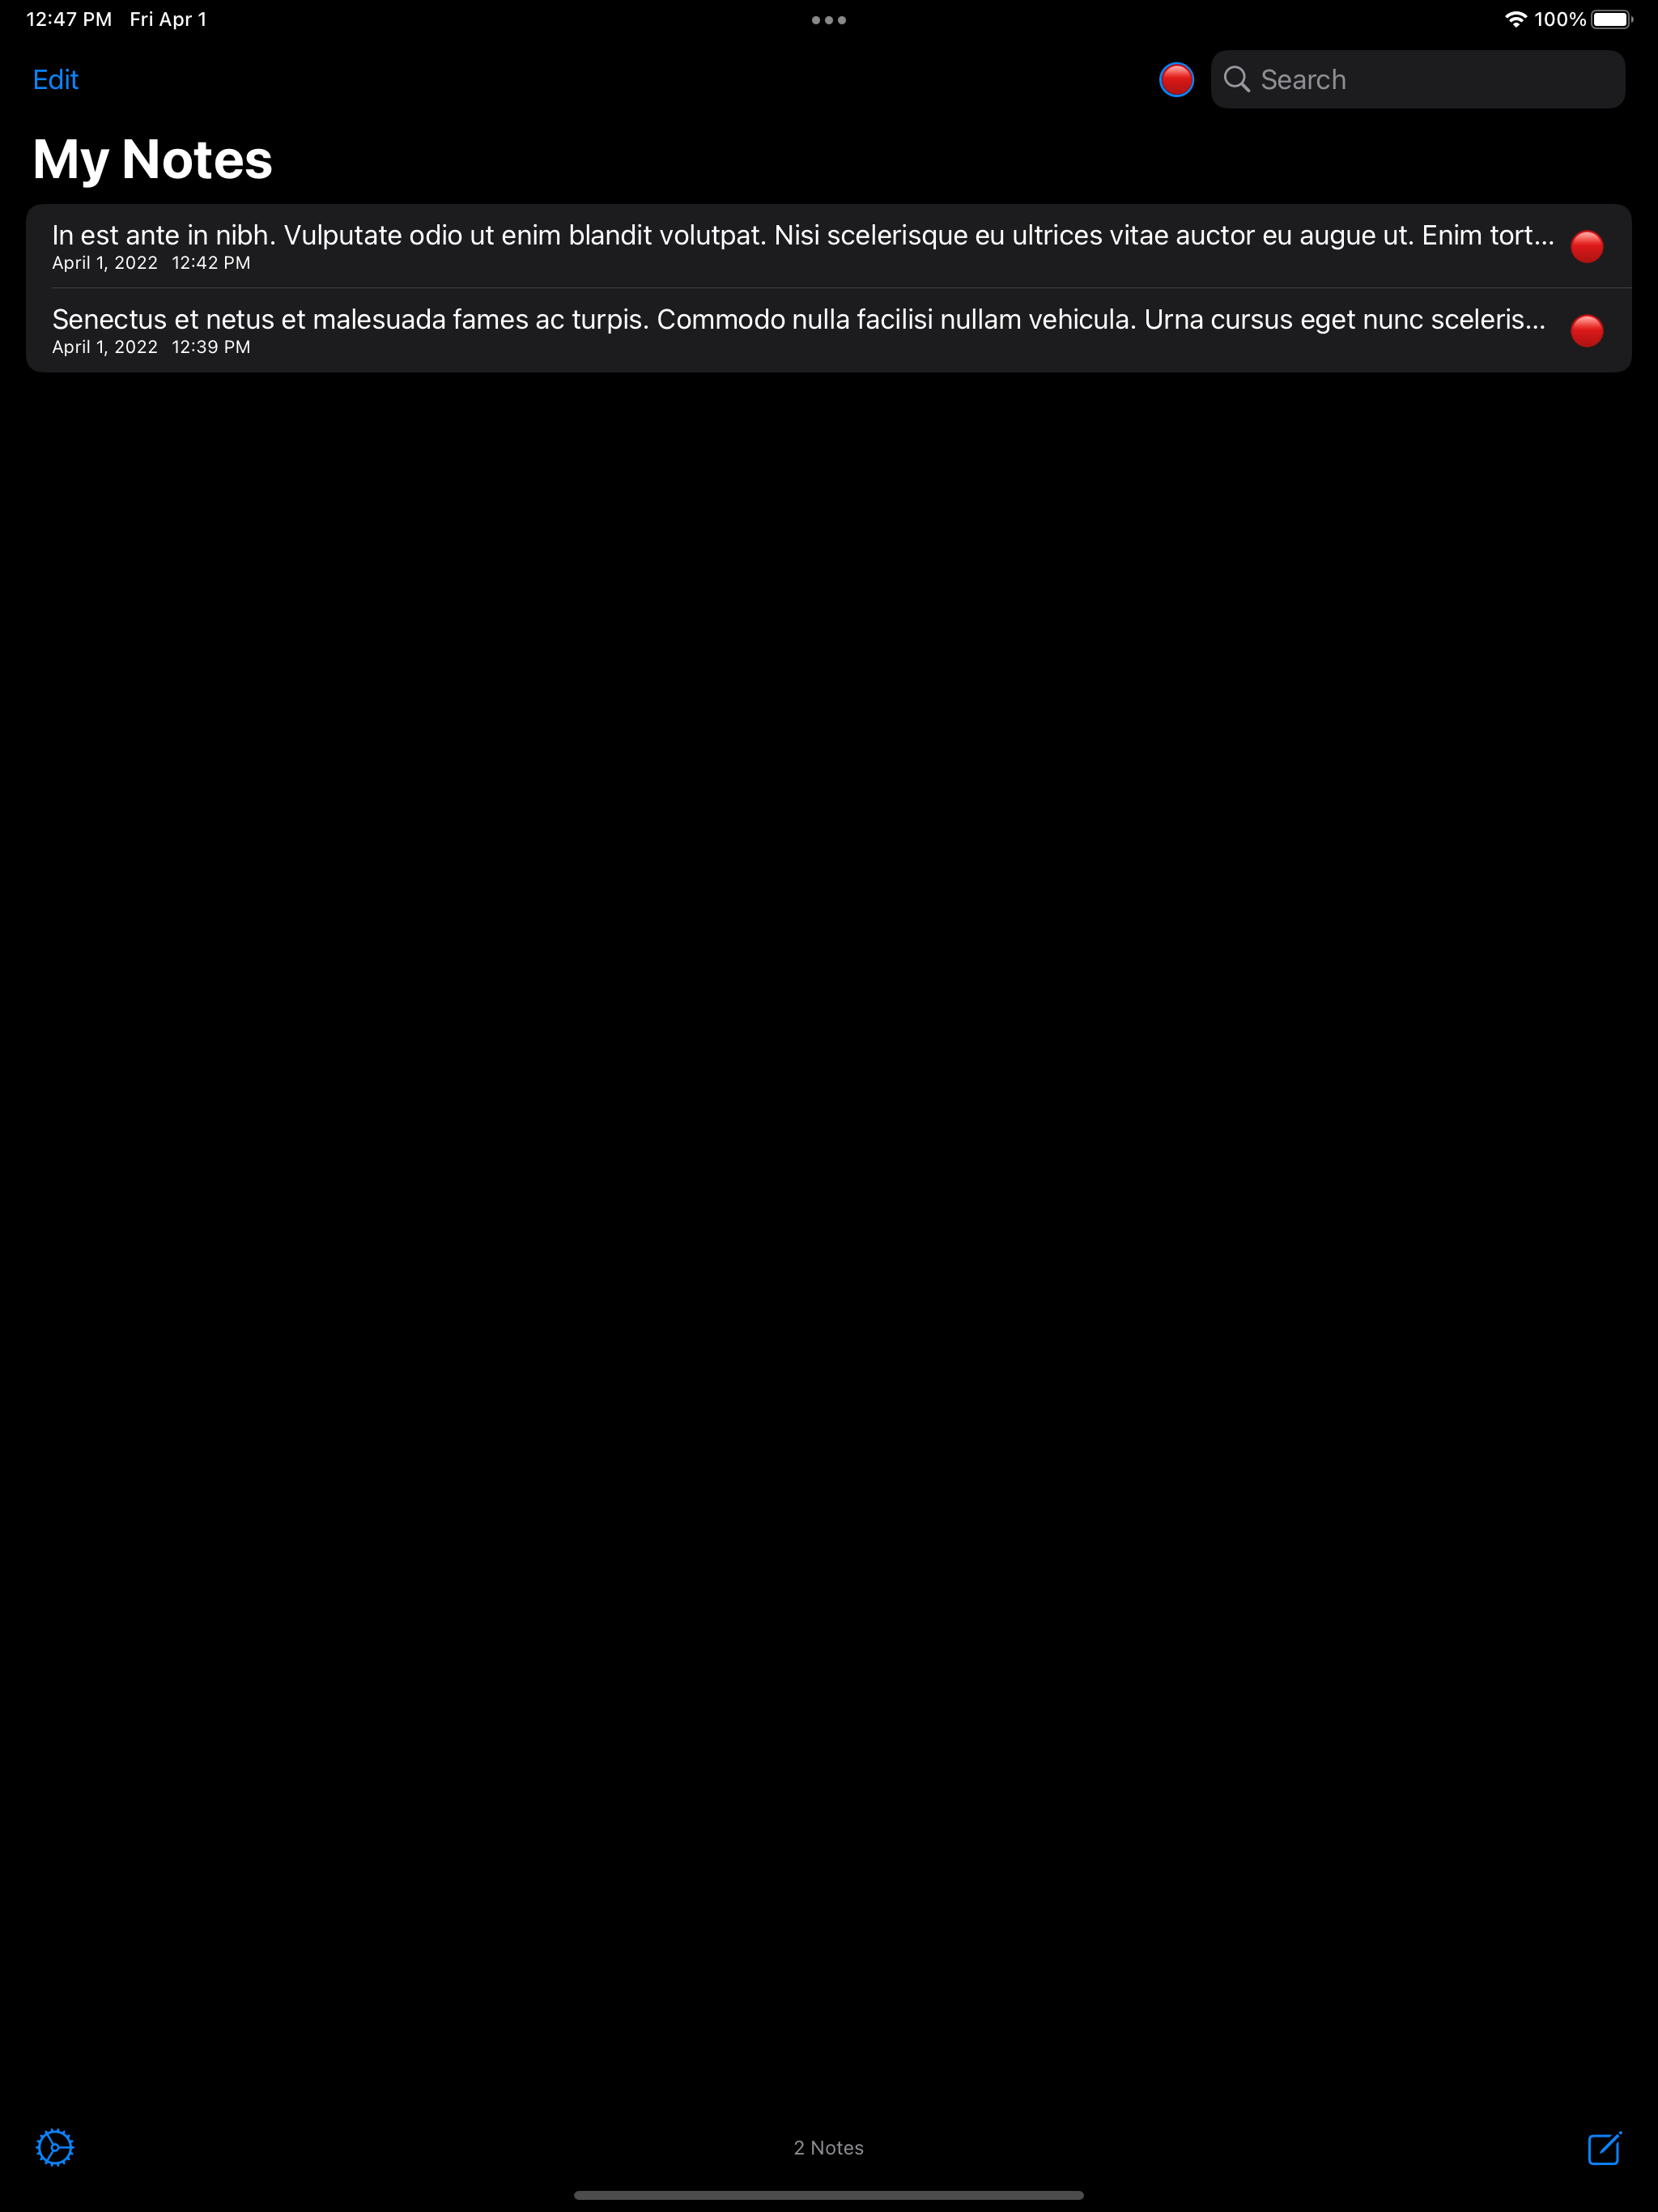 12:47 PM Fri Apr 1
100%
Edit
Search
My Notes
In est ante in nibh. Vulputate odio ut enim blandit volutpat. Nisi scelerisque eu ultrices vitae auctor eu augue ut. Enim tort...
April 1, 2022 12:42 PM
Senectus et netus et malesuada fames ac turpis. Commodo nulla facilisi nullam vehicula. Urna cursus eget nunc sceleris...
April 1, 2022 12:39 PM
2 Notes